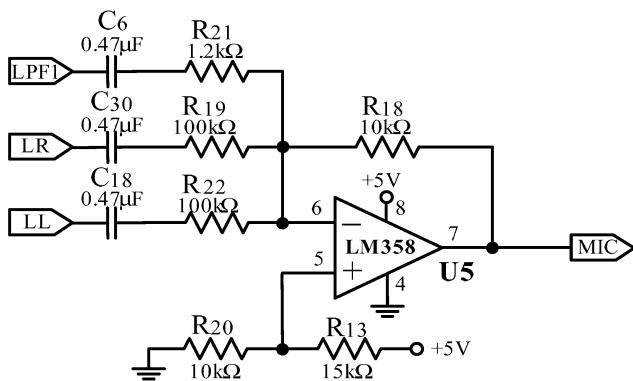 C6
0.47µF
R21
1.2kΩ
LPF1
C30
0.47µF
R19
100kΩ
R18
10kΩ
LR
C18
0.47µF
R22
100kΩ
+5V
LL
6
8
LM358
7
MIC
5
U5
4
R20
10kΩ
R13
15kΩ
+5V